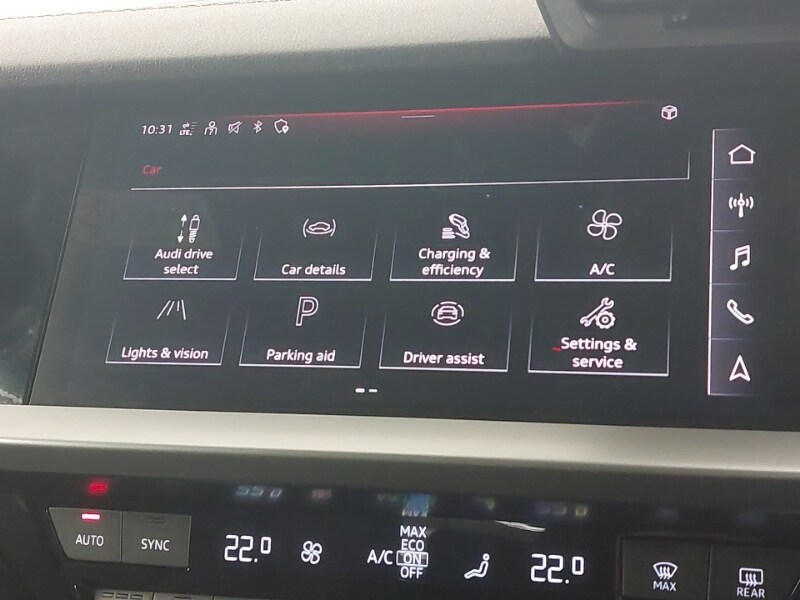 10:31 LTE
Car
Audi drive
select
Car details
Charging &
efficiency
A/C
P
Lights & vision
Parking aid
Driver assist
Settings &
service
AUTO
SYNC
22.0
A/C
MAX
ECO
ON
OFF
22.0
MAX
REAR